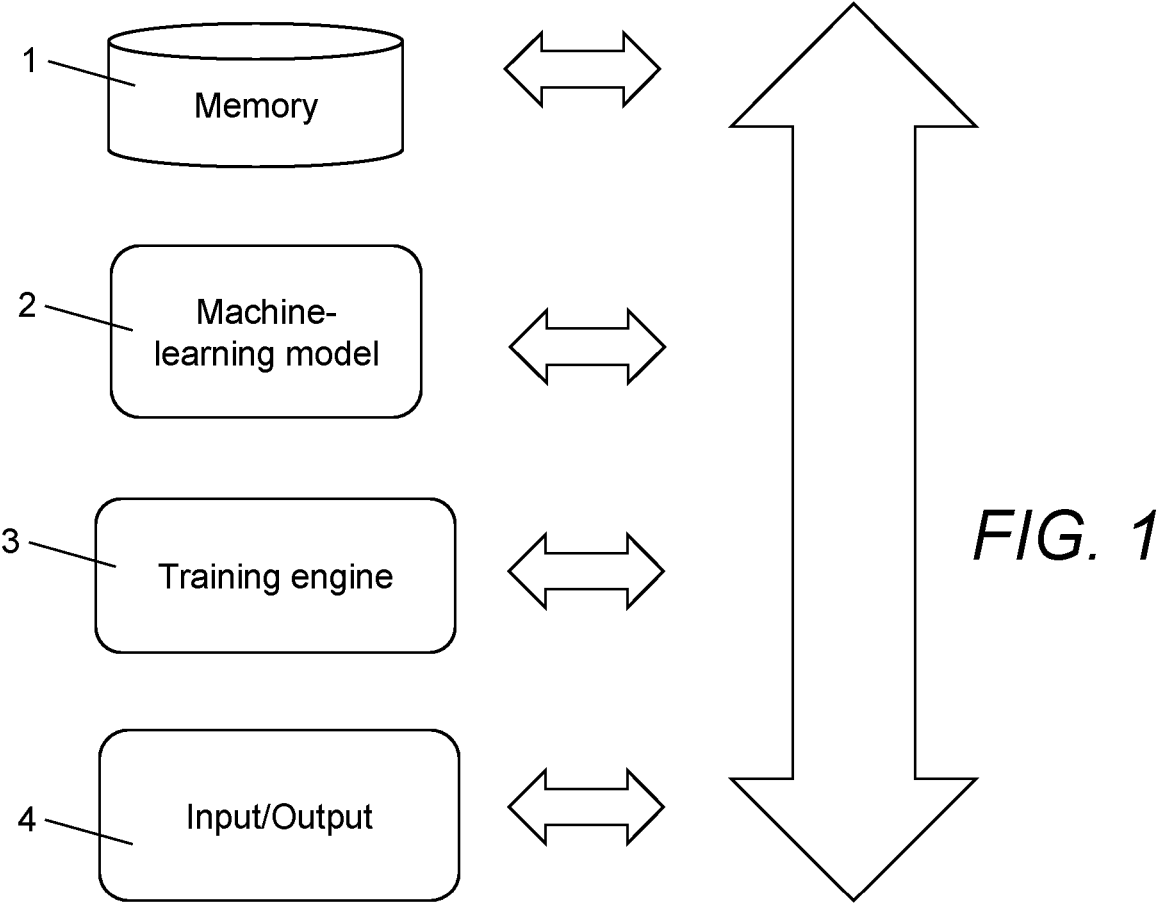 1
Memory
2
Machine-
learning model
3
Training engine
FIG. 1
4
Input/Output